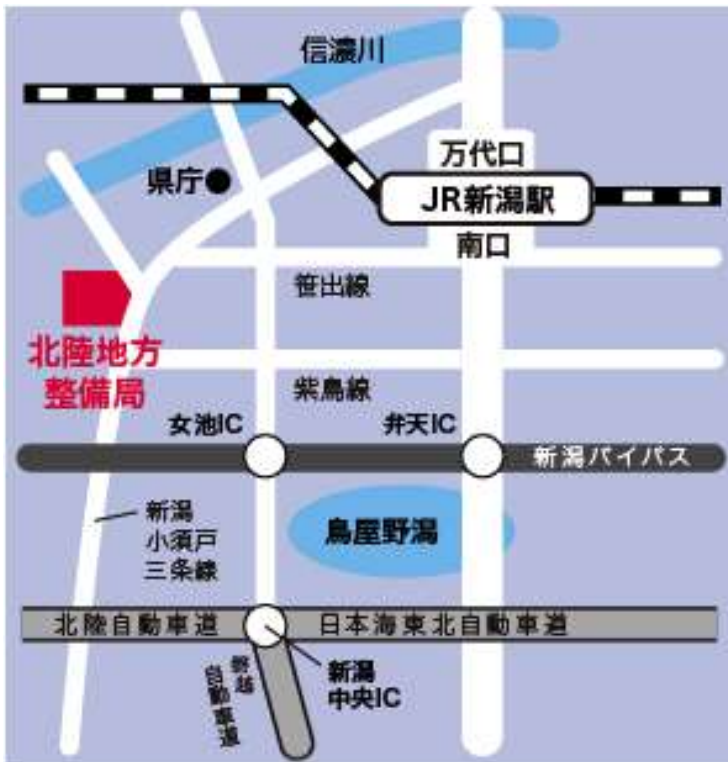 信濃川
県庁
万代口
JR新潟駅
南口
笹出線
北陸地方
整備局
紫鳥線
女池IC
弁天IC
新潟バイパス
新潟
小須戸
三条線
鳥屋野潟
北陸自動車道
日本海東北自動車道
磐越
自動車道
新潟
中央IC